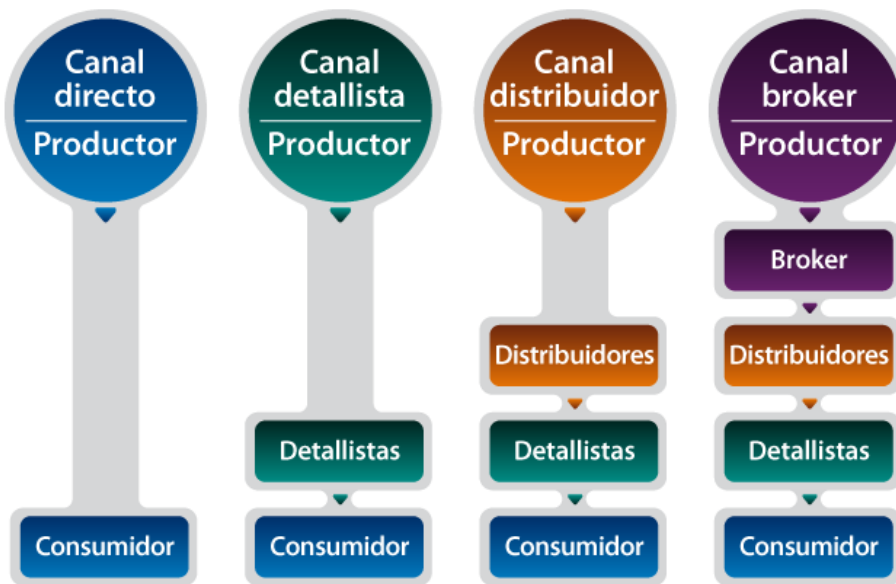 Canal
directo
Productor
Consumidor
Canal
detallista
Productor
Detallistas
Consumidor
Canal
distribuidor
Productor
Distribuidores
Detallistas
Consumidor
Canal
broker
Productor
Broker
Distribuidores
Detallistas
Consumidor